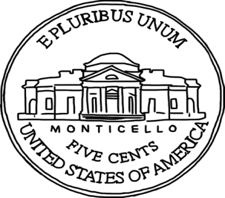 E PLURIBUS UNUM
MONTICELLO
FIVE CENTS
UNITED STATES OF AMERICA